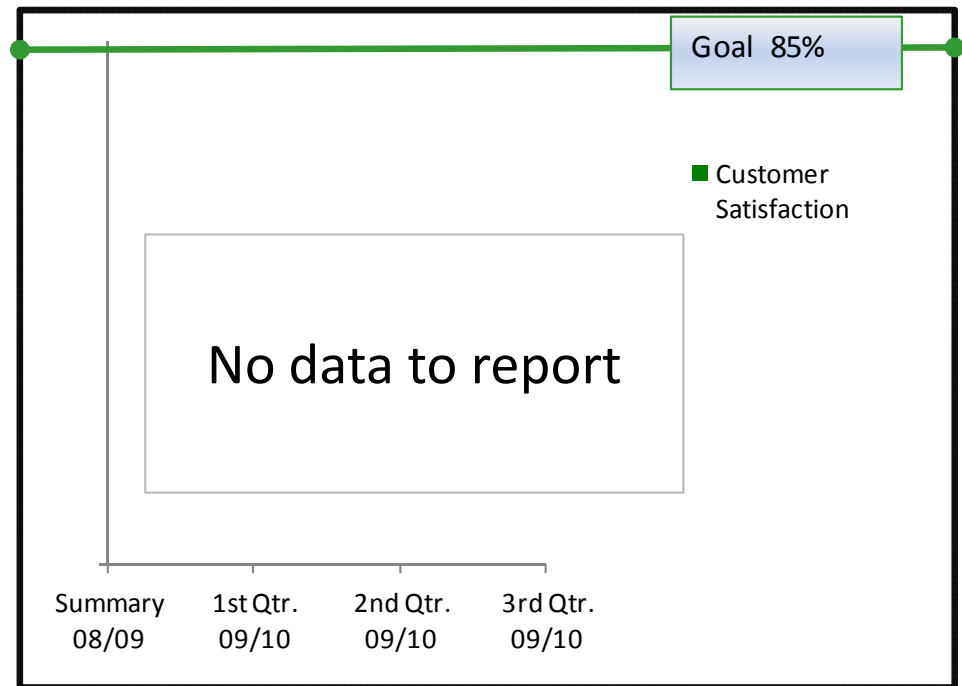 Goal 85%
Customer
Satisfaction
No data to report
Summary 1st Qtr. 2nd Qtr. 3rd Qtr.
08/09 09/10 09/10 09/10